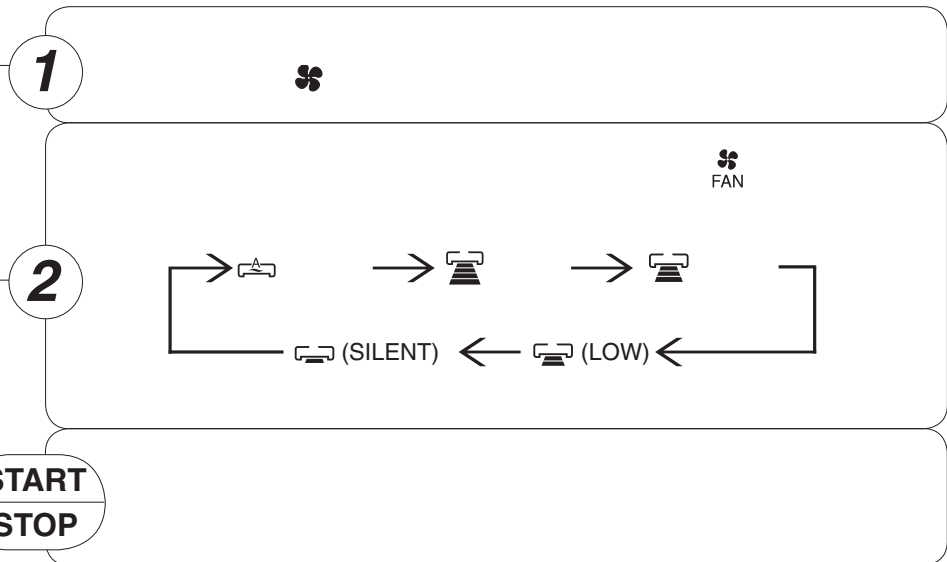 1
FAN
2
A
(SILENT) (LOW)
START
STOP